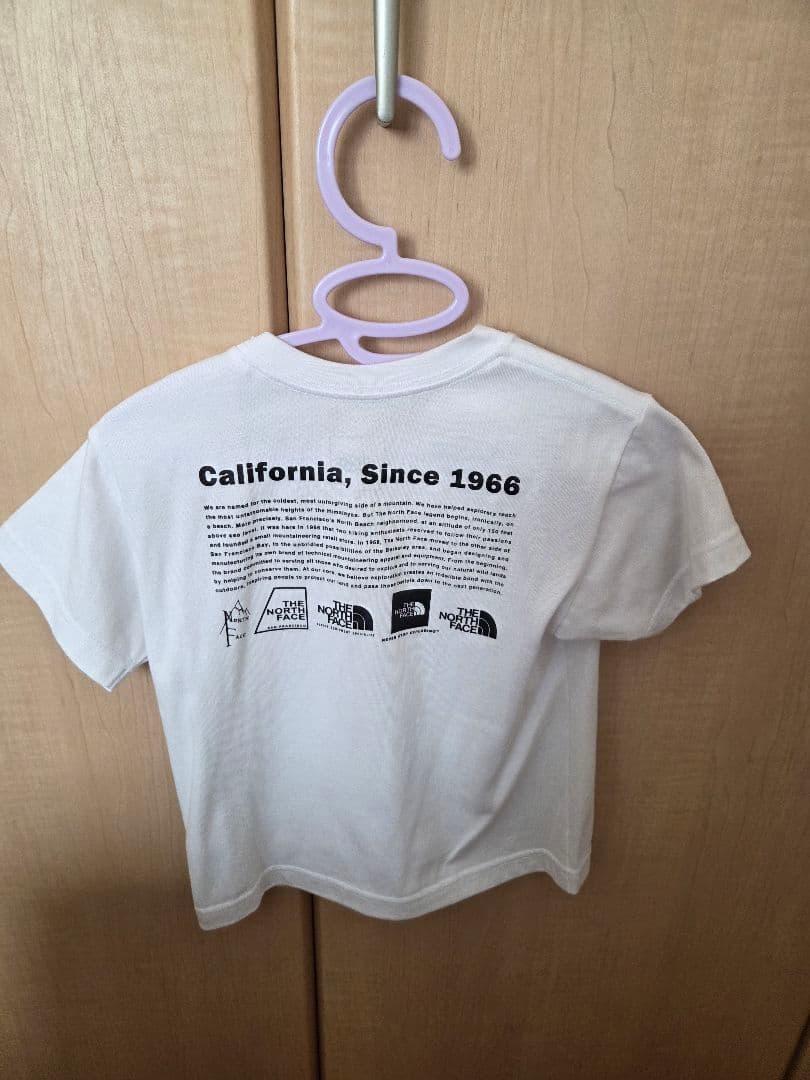 California, Since 1966
We are named for the coldest, most unforgiving side of a mountain. We have helped explorers reach
the most unfathomable heights of the Himalayas. But The North Face legend begins, ironically, on
a beach. More precisely, San Francisco's North Beach neighborhood, at an altitude of only 150 feet
above sea level. It was here in 1966 that two hiking enthusiasts resolved to follow their passions
and founded a small mountaineering retail store. In 1968, The North Face moved to the other side of
San Francisco Bay, to the unbridled possibilities of the Berkeley area, and began designing and
manufacturing its own brand of technical mountaineering apparel and equipment. From the beginning,
the brand committed to serving all those who desired to explore and to serving our natural wild lands
by helping to conserve them. At our core, we believe exploration creates an indelible bond with the
outdoors, inspiring people to protect our land and pass these beliefs down to the next generation.
North
Face
THE
NORTH
FACE
SAN FRANCISCO
THE
NORTH
FACE
THE
NORTH
FACE
NEVER STOP EXPLORING™
THE
NORTH
FACE